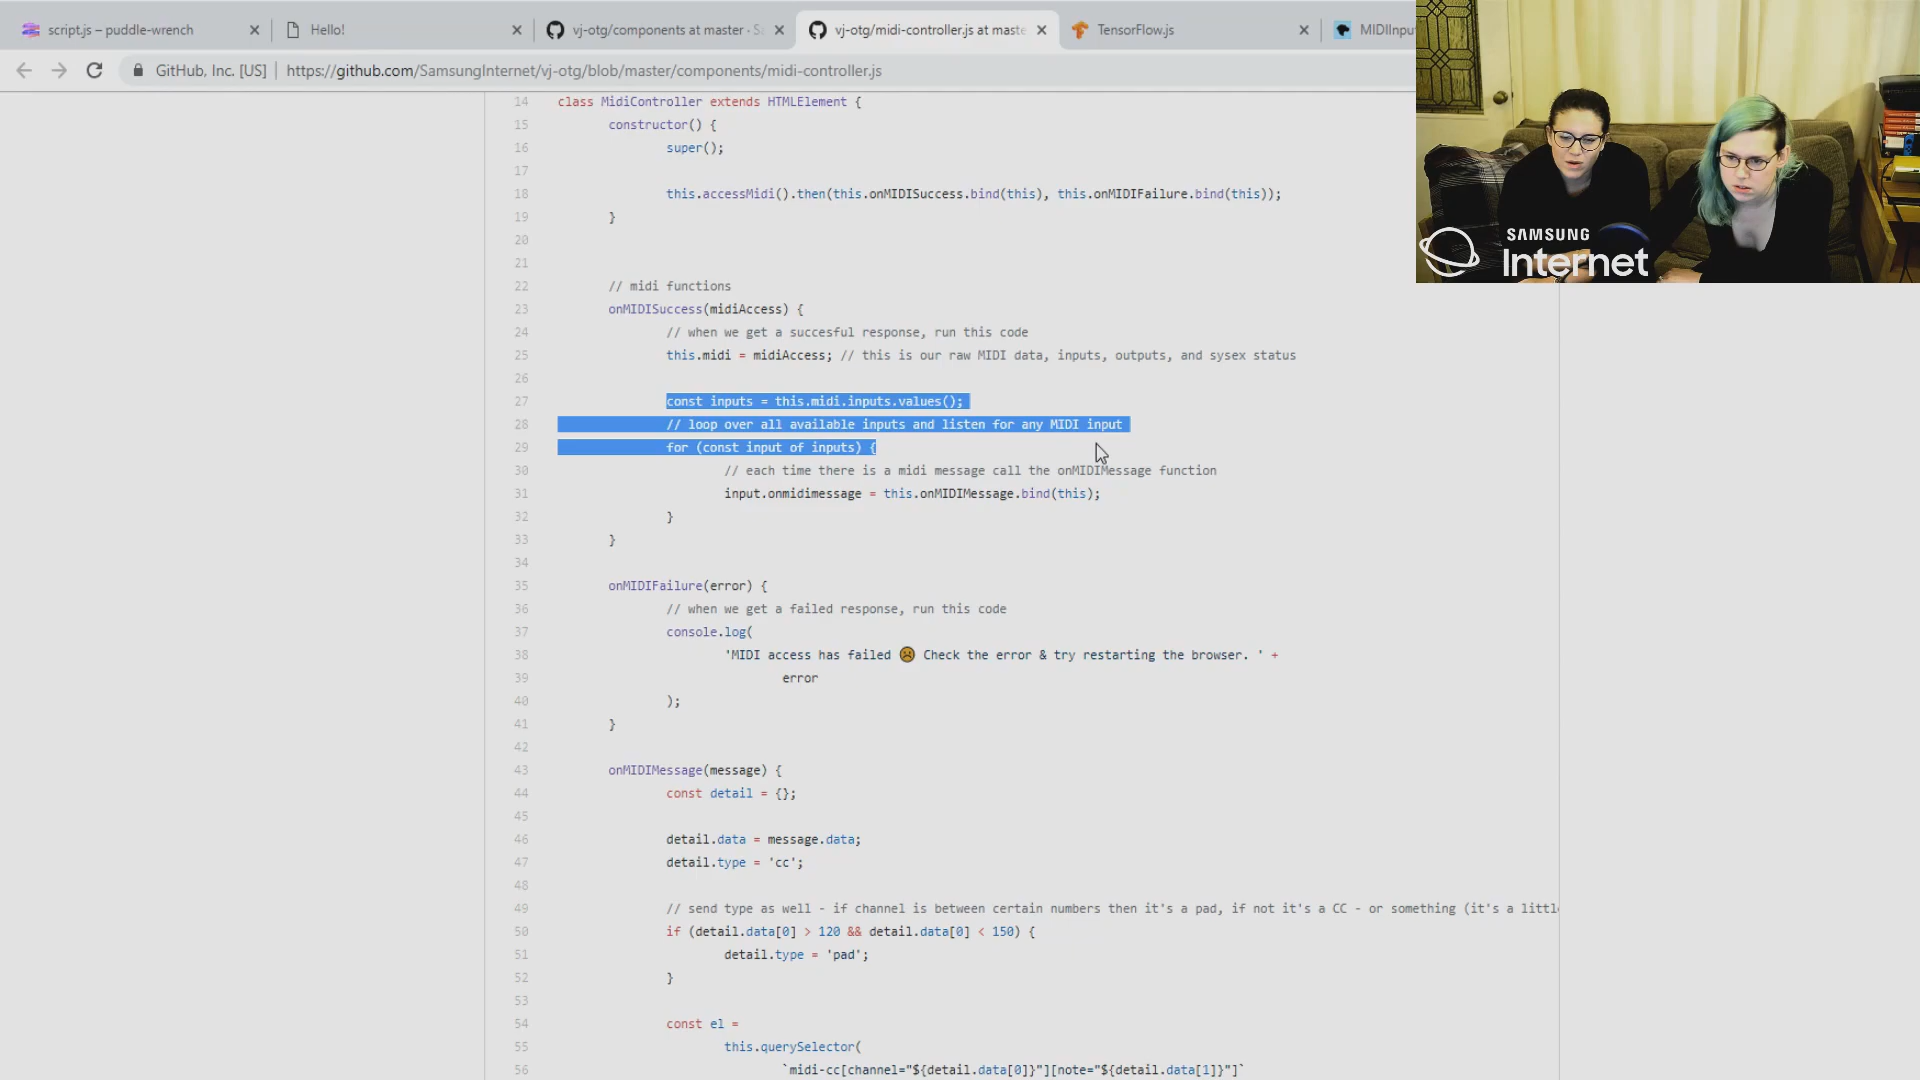 script.js – puddle-wrench
Hello!
vj-otg/components at master · S
vj-otg/midi-controller.js at maste
TensorFlow.js
MIDIInpu
GitHub, Inc. [US]
https://github.com/SamsungInternet/vj-otg/blob/master/components/midi-controller.js
SAMSUNG
Internet
14 class MidiController extends HTMLElement {
15 constructor() {
16 super();
17
18 this.accessMidi().then(this.onMIDISuccess.bind(this), this.onMIDIFailure.bind(this));
19 }
20
21
22 // midi functions
23 onMIDISuccess(midiAccess) {
24 // when we get a succesful response, run this code
25 this.midi = midiAccess; // this is our raw MIDI data, inputs, outputs, and sysex status
26
27 const inputs = this.midi.inputs.values();
28 // loop over all available inputs and listen for any MIDI input
29 for (const input of inputs) {
30 // each time there is a midi message call the onMIDIMessage function
31 input.onmidimessage = this.onMIDIMessage.bind(this);
32 }
33 }
34
35 onMIDIFailure(error) {
36 // when we get a failed response, run this code
37 console.log(
38 'MIDI access has failed ☹ Check the error & try restarting the browser. ' +
39 error
40 );
41 }
42
43 onMIDIMessage(message) {
44 const detail = {};
45
46 detail.data = message.data;
47 detail.type = 'cc';
48
49 // send type as well - if channel is between certain numbers then it's a pad, if not it's a CC - or something (it's a littl
50 if (detail.data[0] > 120 && detail.data[0] < 150) {
51 detail.type = 'pad';
52 }
53
54 const el =
55 this.querySelector(
56 `midi-cc[channel="${detail.data[0]}"][note="${detail.data[1]}"]`